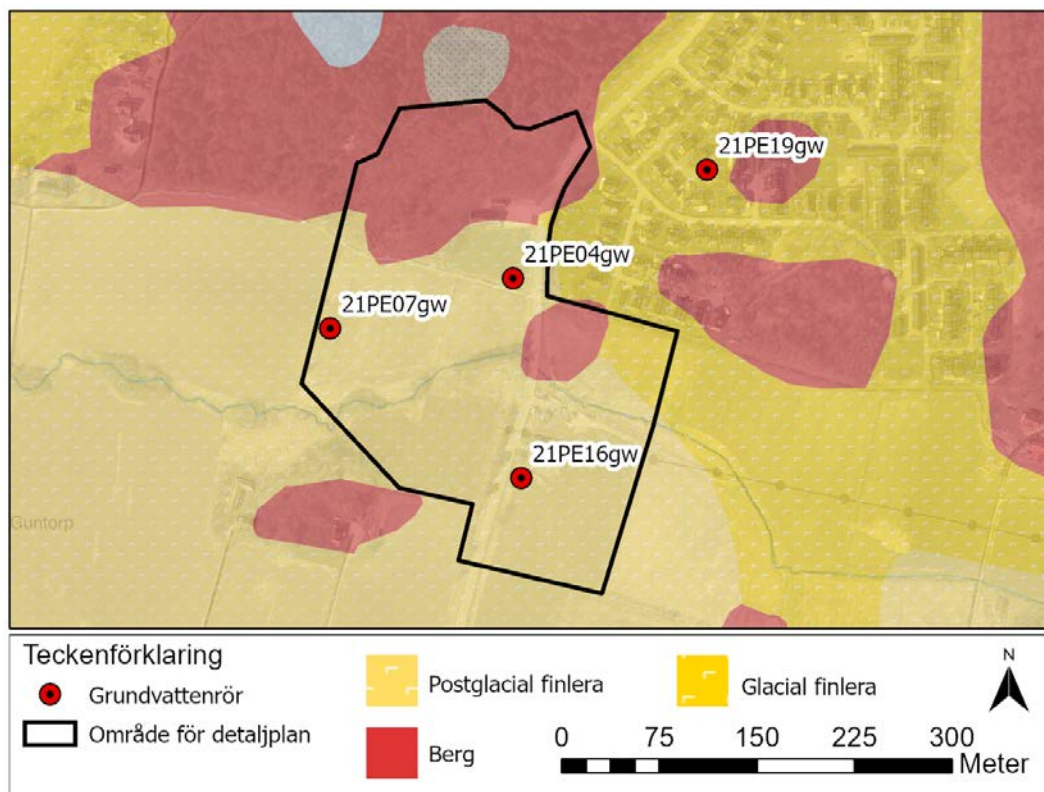 21PE19gw
21PE04gw
21PE07gw
21PE16gw
Guntorp
Teckenförklaring
Grundvattenrör
Område för detaljplan
Postglacial finlera
Berg
Glacial finlera
N
0 75 150 225 300
Meter